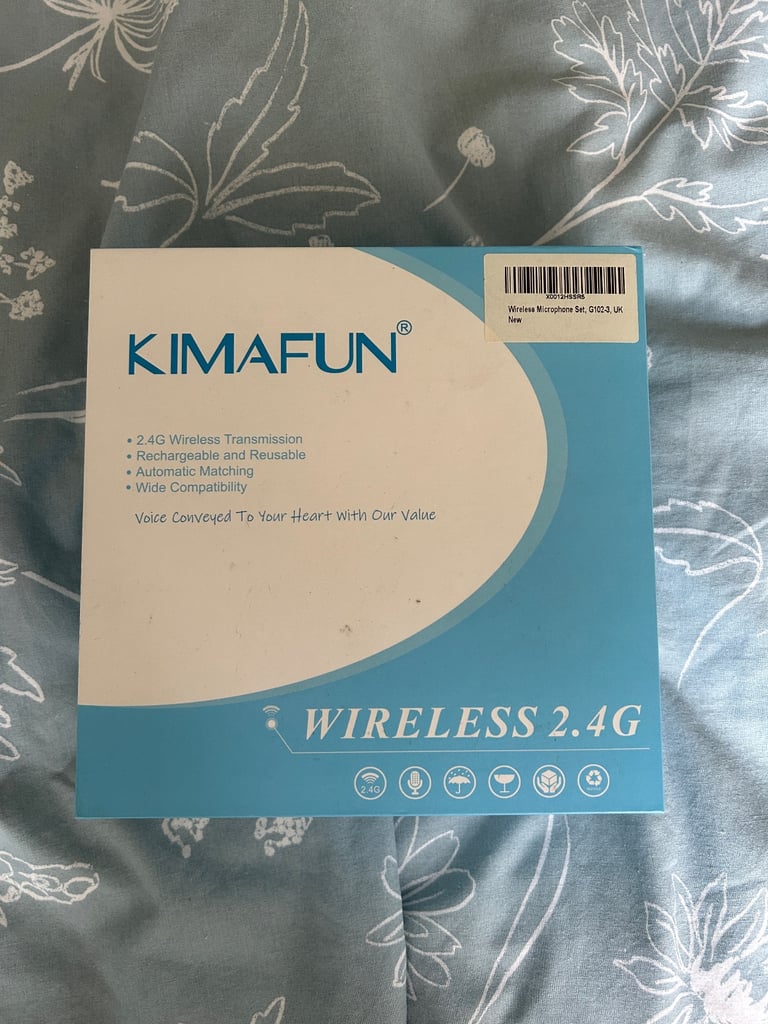 X0012HSSR5
Wireless Microphone Set, G102-3, UK
New
KIMAFUN®
• 2.4G Wireless Transmission
• Rechargeable and Reusable
• Automatic Matching
• Wide Compatibility
Voice Conveyed To Your Heart With Our Value
WIRELESS 2.4G
2.4G